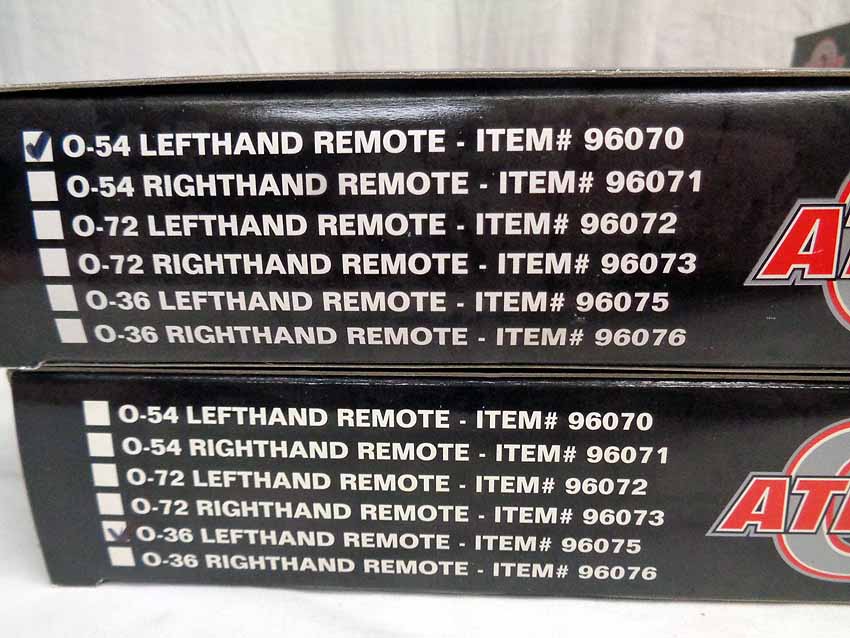 O-54 LEFTHAND REMOTE - ITEM# 96070
O-54 RIGHTHAND REMOTE - ITEM# 96071
O-72 LEFTHAND REMOTE - ITEM# 96072
O-72 RIGHTHAND REMOTE - ITEM# 96073
O-36 LEFTHAND REMOTE - ITEM# 96075
O-36 RIGHTHAND REMOTE - ITEM# 96076
AT
O-54 LEFTHAND REMOTE - ITEM# 96070
O-54 RIGHTHAND REMOTE - ITEM# 96071
O-72 LEFTHAND REMOTE - ITEM# 96072
O-72 RIGHTHAND REMOTE - ITEM# 96073
O-36 LEFTHAND REMOTE - ITEM# 96075
O-36 RIGHTHAND REMOTE - ITEM# 96076
ATL